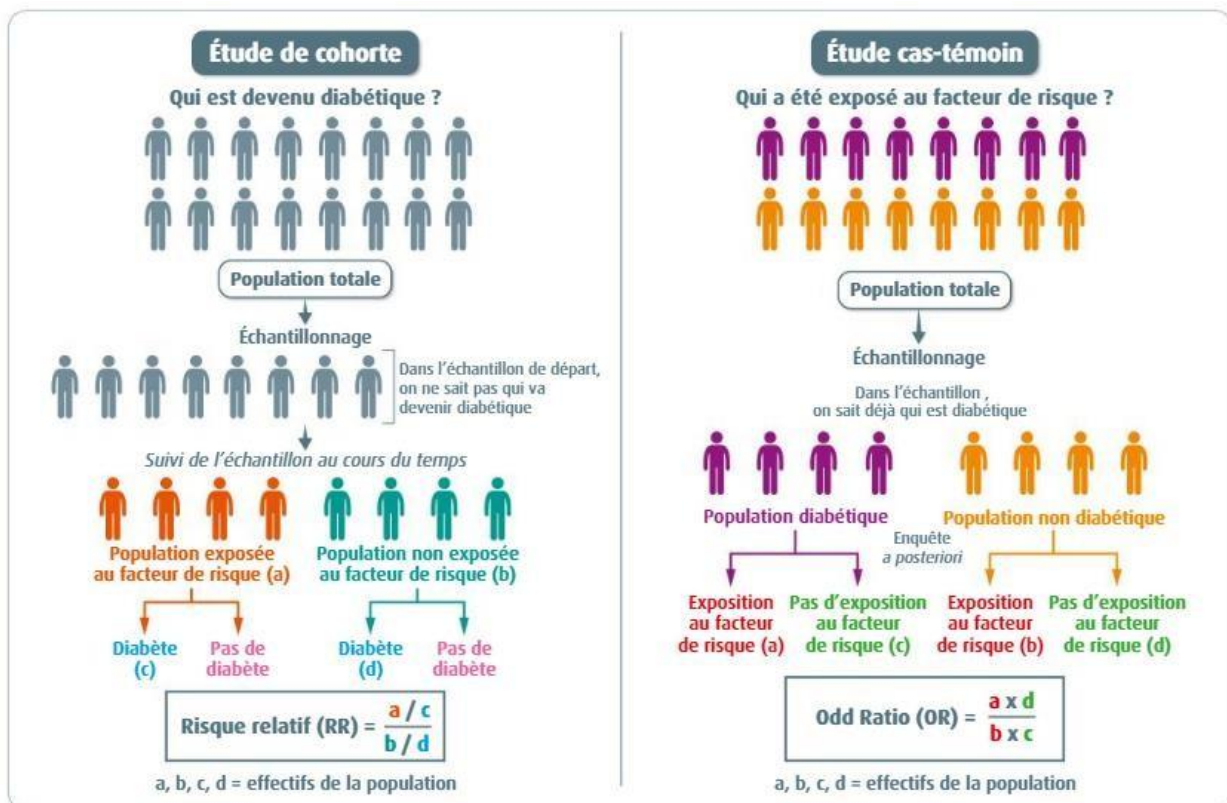 Étude de cohorte
Qui est devenu diabétique ?
Population totale
Échantillonnage
Dans l'échantillon de départ,
on ne sait pas qui va
devenir diabétique
Suivi de l'échantillon au cours du temps
Population exposée
au facteur de risque (a)
Population non exposée
au facteur de risque (b)
Diabète
(c)
Pas de
diabète
Diabète
(d)
Pas de
diabète
Risque relatif (RR) = a / c
b / d
a, b, c, d = effectifs de la population
Étude cas-témoin
Qui a été exposé au facteur de risque ?
Population totale
Échantillonnage
Dans l'échantillon ,
on sait déjà qui est diabétique
Population diabétique
Population non diabétique
Enquête
a posteriori
Exposition
au facteur
de risque (a)
Pas d'exposition
au facteur
de risque (c)
Exposition
au facteur
de risque (b)
Pas d'exposition
au facteur
de risque (d)
Odd Ratio (OR) = a x d
b x c
a, b, c, d = effectifs de la population